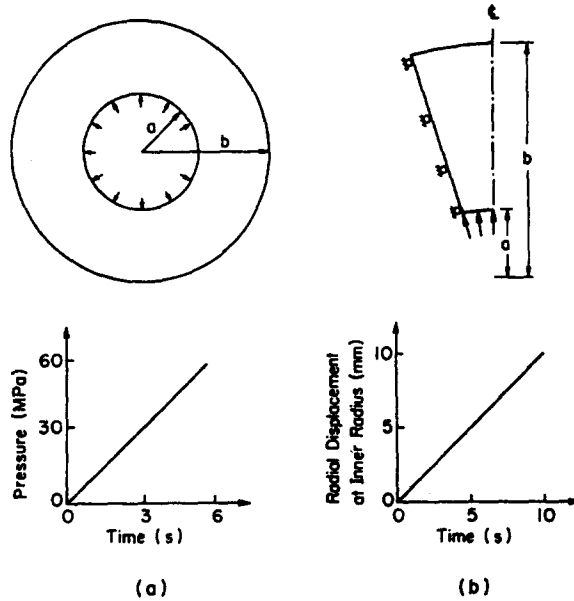 a
b
℄
b
a
Pressure (MPa)
60
30
0
0
3
6
Time (s)
(a)
Radial Displacement
at Inner Radius (mm)
10
5
0
0
5
10
Time (s)
(b)